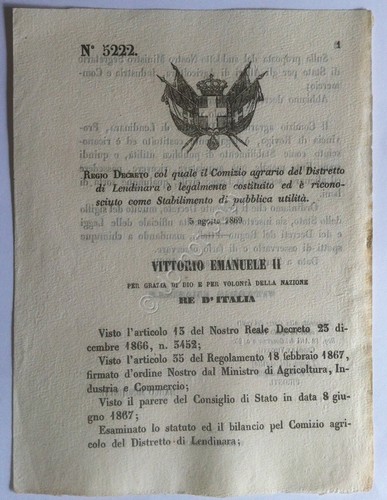 N° 5222.
1
REGIO DECRETO col quale il Comizio agrario del Distretto
di Lendinara è legalmente costituito ed è ricono-
sciuto come Stabilimento di pubblica utilità.
5 agosto 1869
VITTORIO EMANUELE II
PER GRAZIA DI DIO E PER VOLONTÀ DELLA NAZIONE
RE D'ITALIA
Visto l'articolo 15 del Nostro Reale Decreto 23 di-
cembre 1866, n. 3452;
Visto l'articolo 55 del Regolamento 18 febbraio 1867,
firmato d'ordine Nostro dal Ministro di Agricoltura, In-
dustria e Commercio;
Visto il parere del Consiglio di Stato in data 8 giu-
gno 1867;
Esaminato lo statuto ed il bilancio pel Comizio agri-
colo del Distretto di Lendinara;